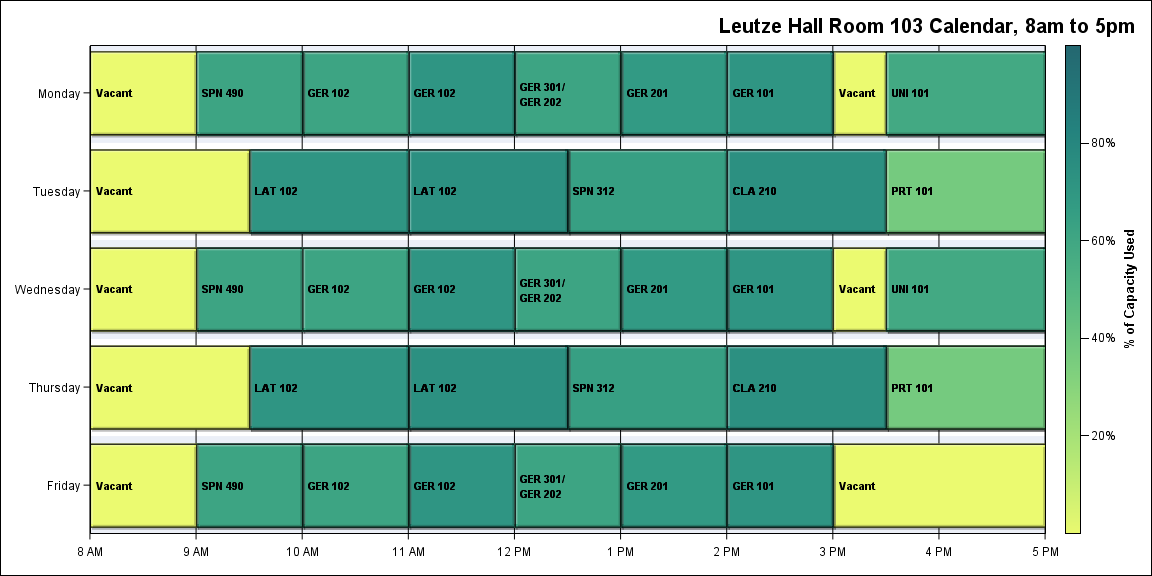 Leutze Hall Room 103 Calendar, 8am to 5pm
Monday
Vacant
SPN 490
GER 102
GER 102
GER 301/
GER 202
GER 201
GER 101
Vacant
UNI 101
Tuesday
Vacant
LAT 102
LAT 102
SPN 312
CLA 210
PRT 101
Wednesday
Vacant
SPN 490
GER 102
GER 102
GER 301/
GER 202
GER 201
GER 101
Vacant
UNI 101
Thursday
Vacant
LAT 102
LAT 102
SPN 312
CLA 210
PRT 101
Friday
Vacant
SPN 490
GER 102
GER 102
GER 301/
GER 202
GER 201
GER 101
Vacant
8 AM
9 AM
10 AM
11 AM
12 PM
1 PM
2 PM
3 PM
4 PM
5 PM
80%
60%
40%
20%
% of Capacity Used